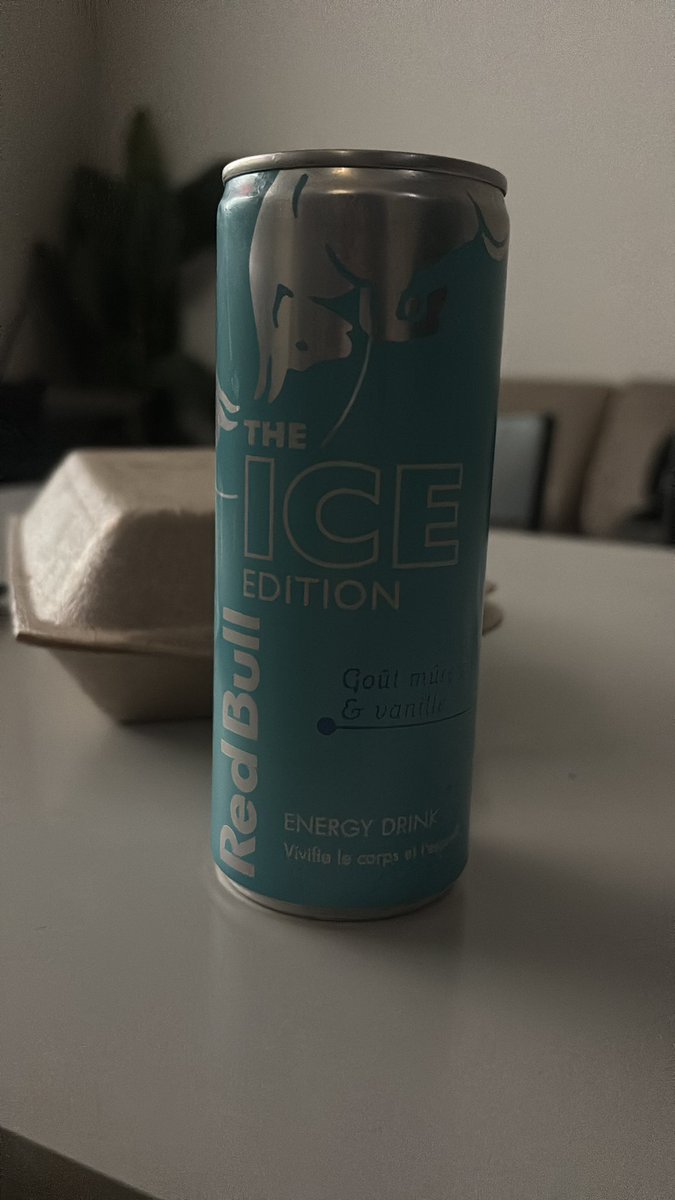 THE
ICE
EDITION
Red Bull
Goût
& vanille
ENERGY DRINK
Vivifie le corps et